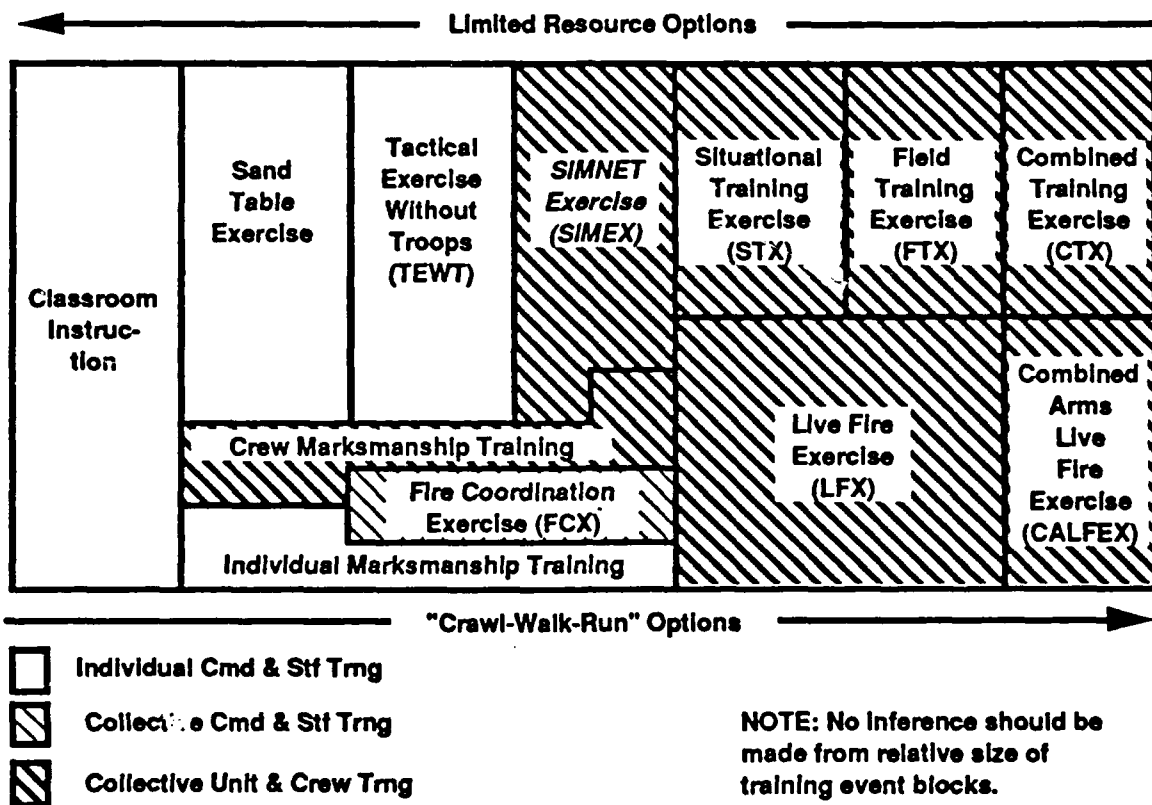 Limited Resource Options
Classroom
Instruc-
tion
Sand
Table
Exercise
Tactical
Exercise
Without
Troops
(TEWT)
SIMNET
Exercise
(SIMEX)
Situational
Training
Exercise
(STX)
Field
Training
Exercise
(FTX)
Combined
Training
Exercise
(CTX)
Crew Marksmanship Training
Fire Coordination
Exercise (FCX)
Individual Marksmanship Training
Live Fire
Exercise
(LFX)
Combined
Arms
Live
Fire
Exercise
(CALFEX)
"Crawl-Walk-Run" Options
Individual Cmd & Stf Trng
Collective Cmd & Stf Trng
Collective Unit & Crew Trng
NOTE: No inference should be
made from relative size of
training event blocks.